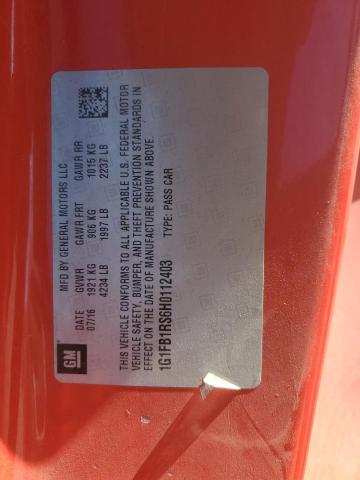 GM
MFD BY GENERAL MOTORS LLC
DATE GVWR GAWR FRT GAWR RR
07/16 1921 KG 906 KG 1015 KG
4234 LB 1997 LB 2237 LB
THIS VEHICLE CONFORMS TO ALL APPLICABLE U.S. FEDERAL MOTOR
VEHICLE SAFETY, BUMPER, AND THEFT PREVENTION STANDARDS IN
EFFECT ON THE DATE OF MANUFACTURE SHOWN ABOVE.
1G1FB1RS6H0112403 TYPE: PASS CAR